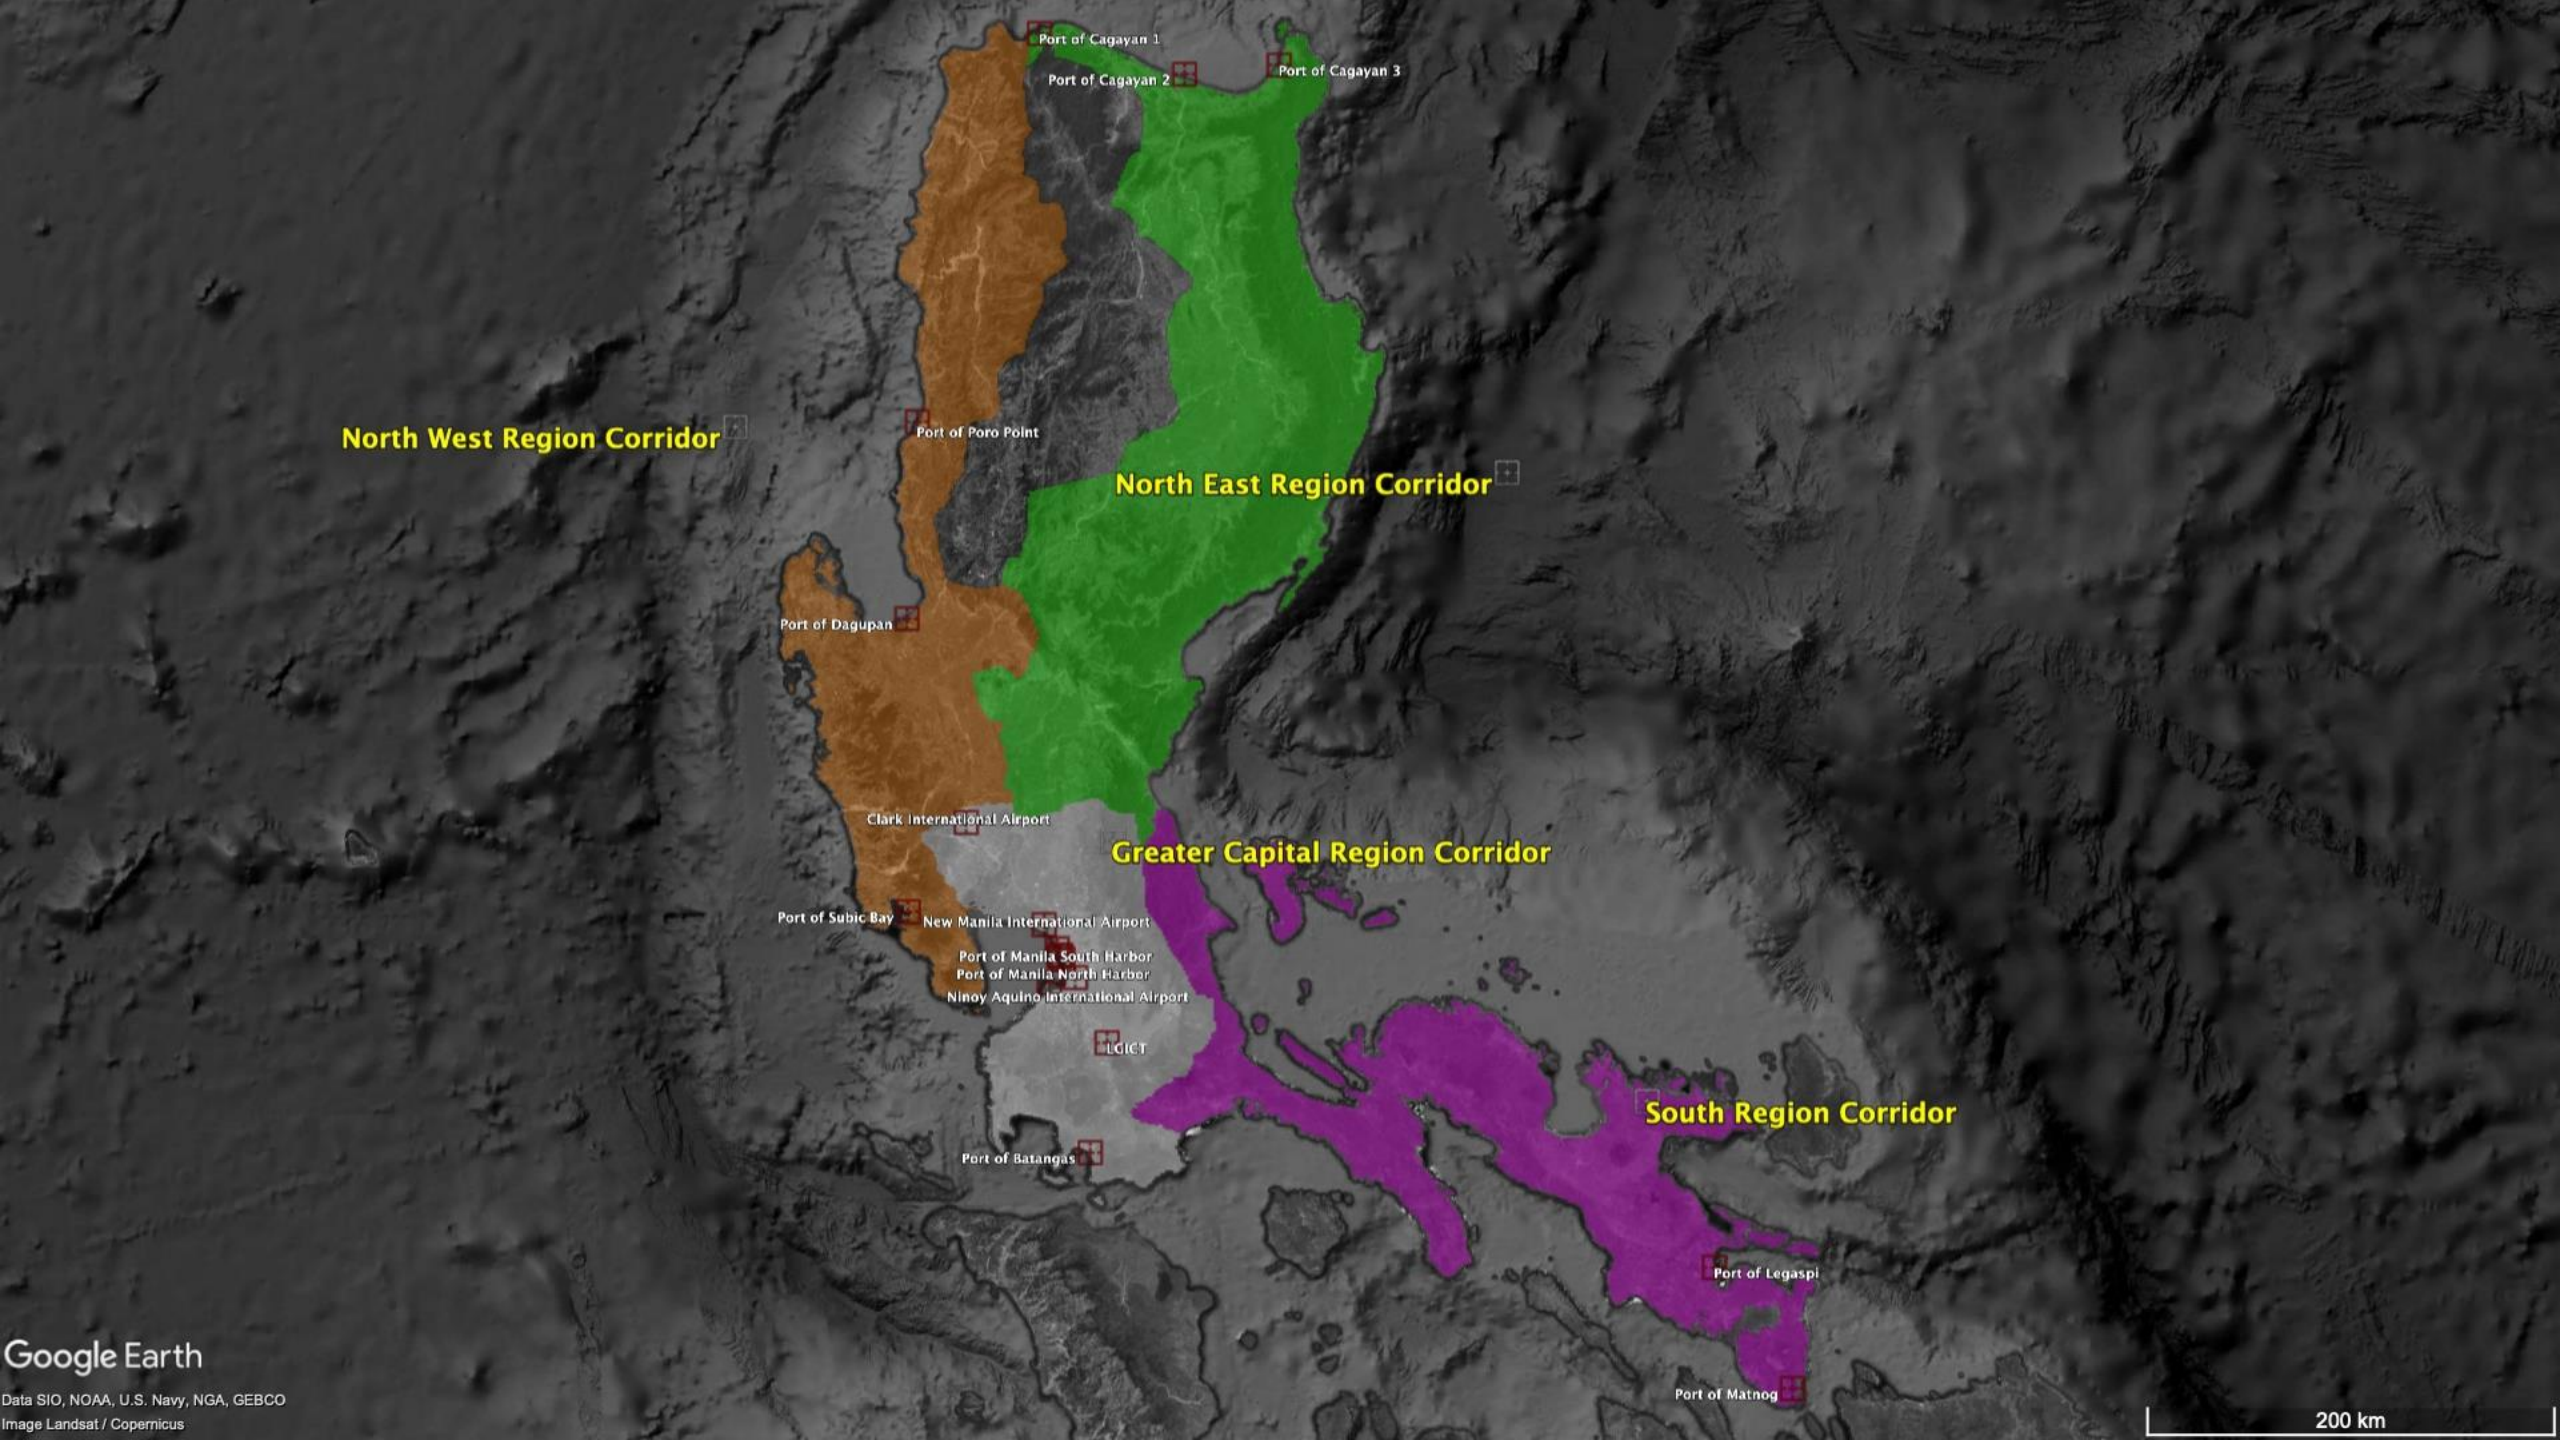 Port of Cagayan 1
Port of Cagayan 2
Port of Cagayan 3
North West Region Corridor
Port of Poro Point
North East Region Corridor
Port of Dagupan
Clark International Airport
Greater Capital Region Corridor
Port of Subic Bay
New Manila International Airport
Port of Manila South Harbor
Port of Manila North Harbor
Ninoy Aquino International Airport
LGICT
South Region Corridor
Port of Batangas
Port of Legaspi
Port of Matnog
Google Earth
Data SIO, NOAA, U.S. Navy, NGA, GEBCO
Image Landsat / Copernicus
200 km